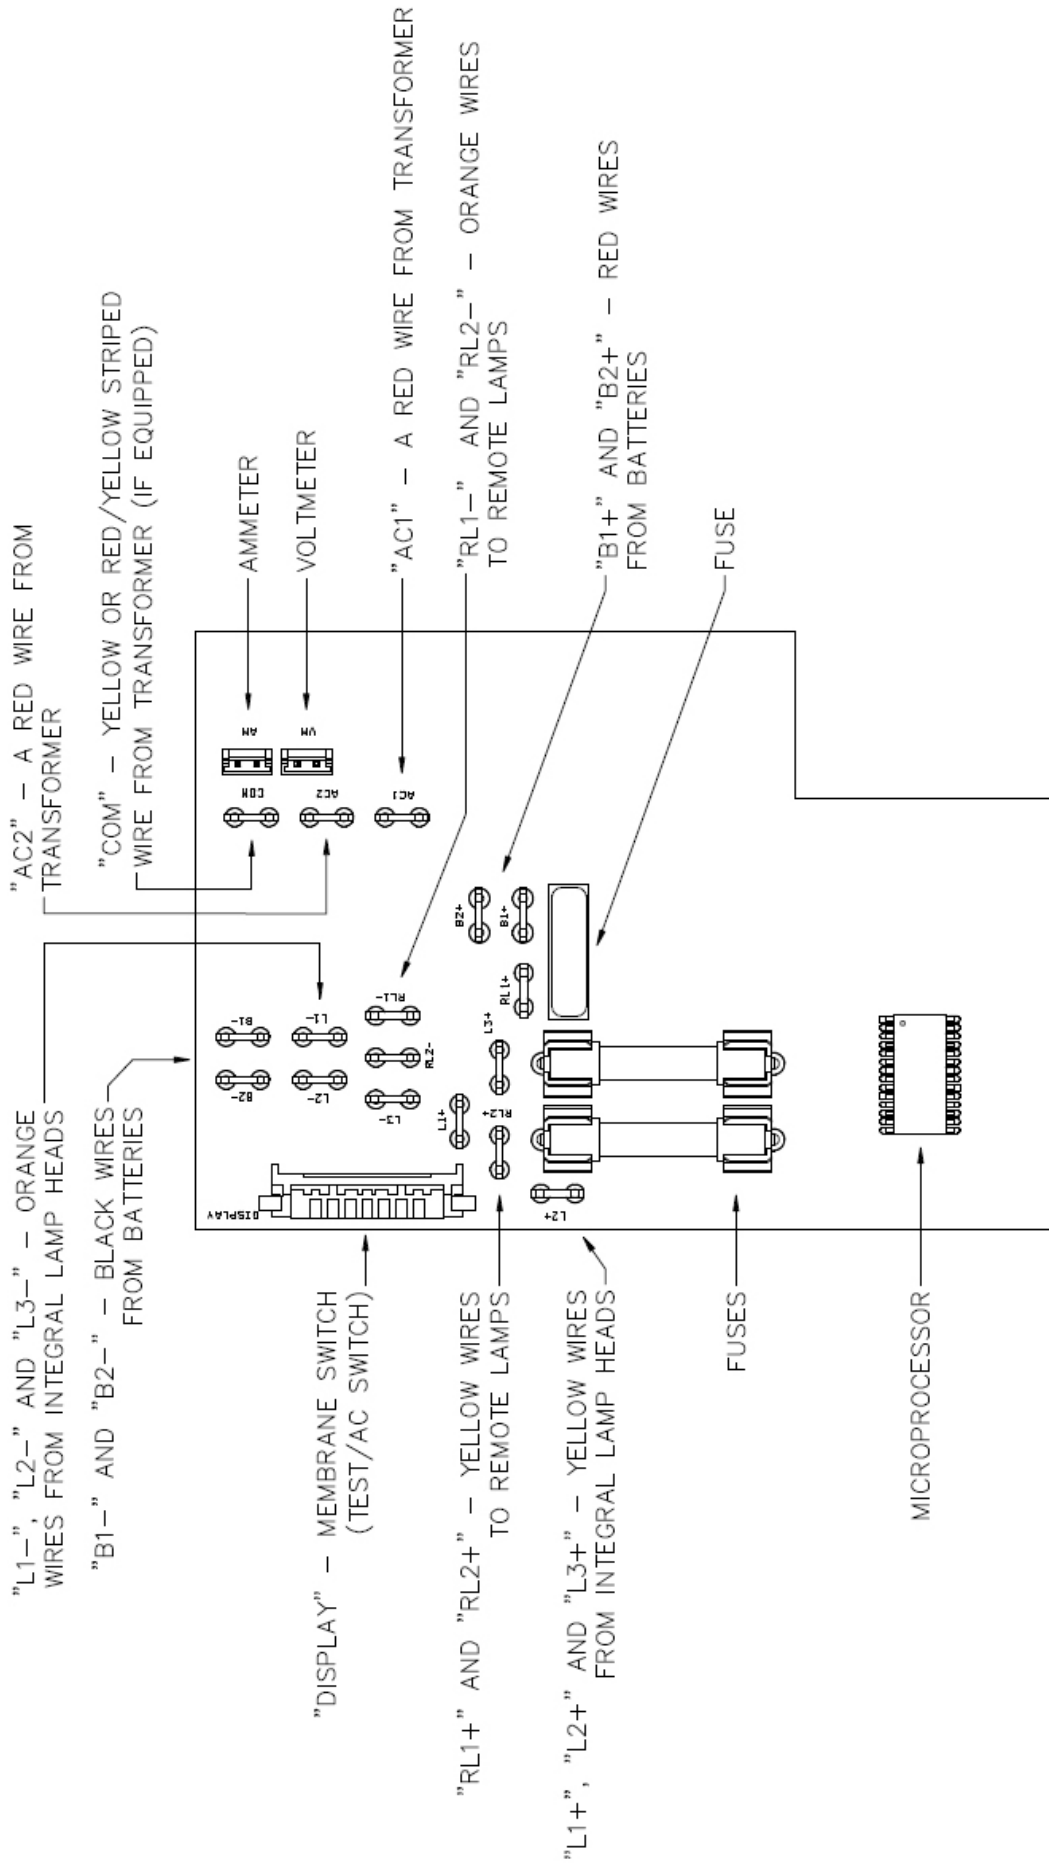 "L1–", "L2–" AND "L3–" – ORANGE
WIRES FROM INTEGRAL LAMP HEADS
"B1–" AND "B2–" – BLACK WIRES
FROM BATTERIES
"DISPLAY" – MEMBRANE SWITCH
(TEST/AC SWITCH)
"RL1+" AND "RL2+" – YELLOW WIRES
TO REMOTE LAMPS
"L1+", "L2+" AND "L3+" – YELLOW WIRES
FROM INTEGRAL LAMP HEADS
FUSES
MICROPROCESSOR
"AC2" – A RED WIRE FROM
TRANSFORMER
"COM" – YELLOW OR RED/YELLOW STRIPED
WIRE FROM TRANSFORMER (IF EQUIPPED)
AMMETER
VOLTMETER
"AC1" – A RED WIRE FROM TRANSFORMER
"RL1–" AND "RL2–" – ORANGE WIRES
TO REMOTE LAMPS
"B1+" AND "B2+" – RED WIRES
FROM BATTERIES
FUSE
DISPLAY
B2-
B1-
L2-
L1-
L3-
RL2-
RL1-
COM
AC2
AC1
AM
VM
L1+
RL2+
L3+
RL1+
B2+
B1+
L2+